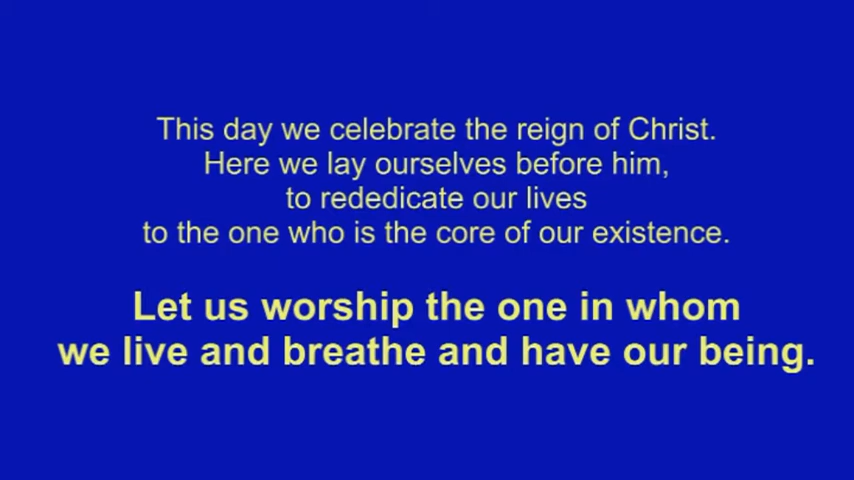 This day we celebrate the reign of Christ.
Here we lay ourselves before him,
to rededicate our lives
to the one who is the core of our existence.
Let us worship the one in whom
we live and breathe and have our being.